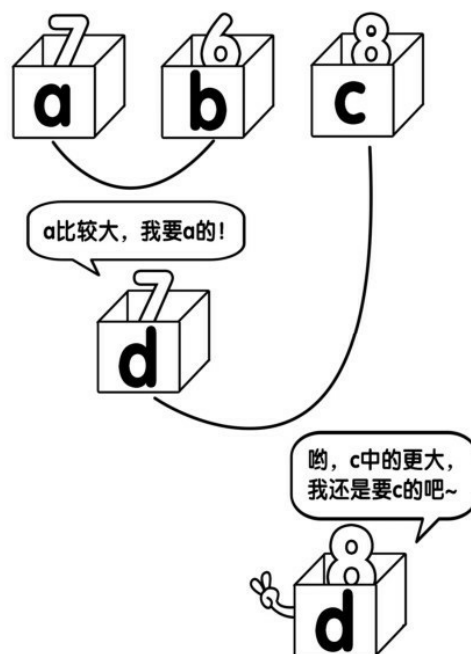 7 6 8
a b c
a比较大，我要a的！
7
d
哟，c中的更大，
我还是要c的吧~
8
d